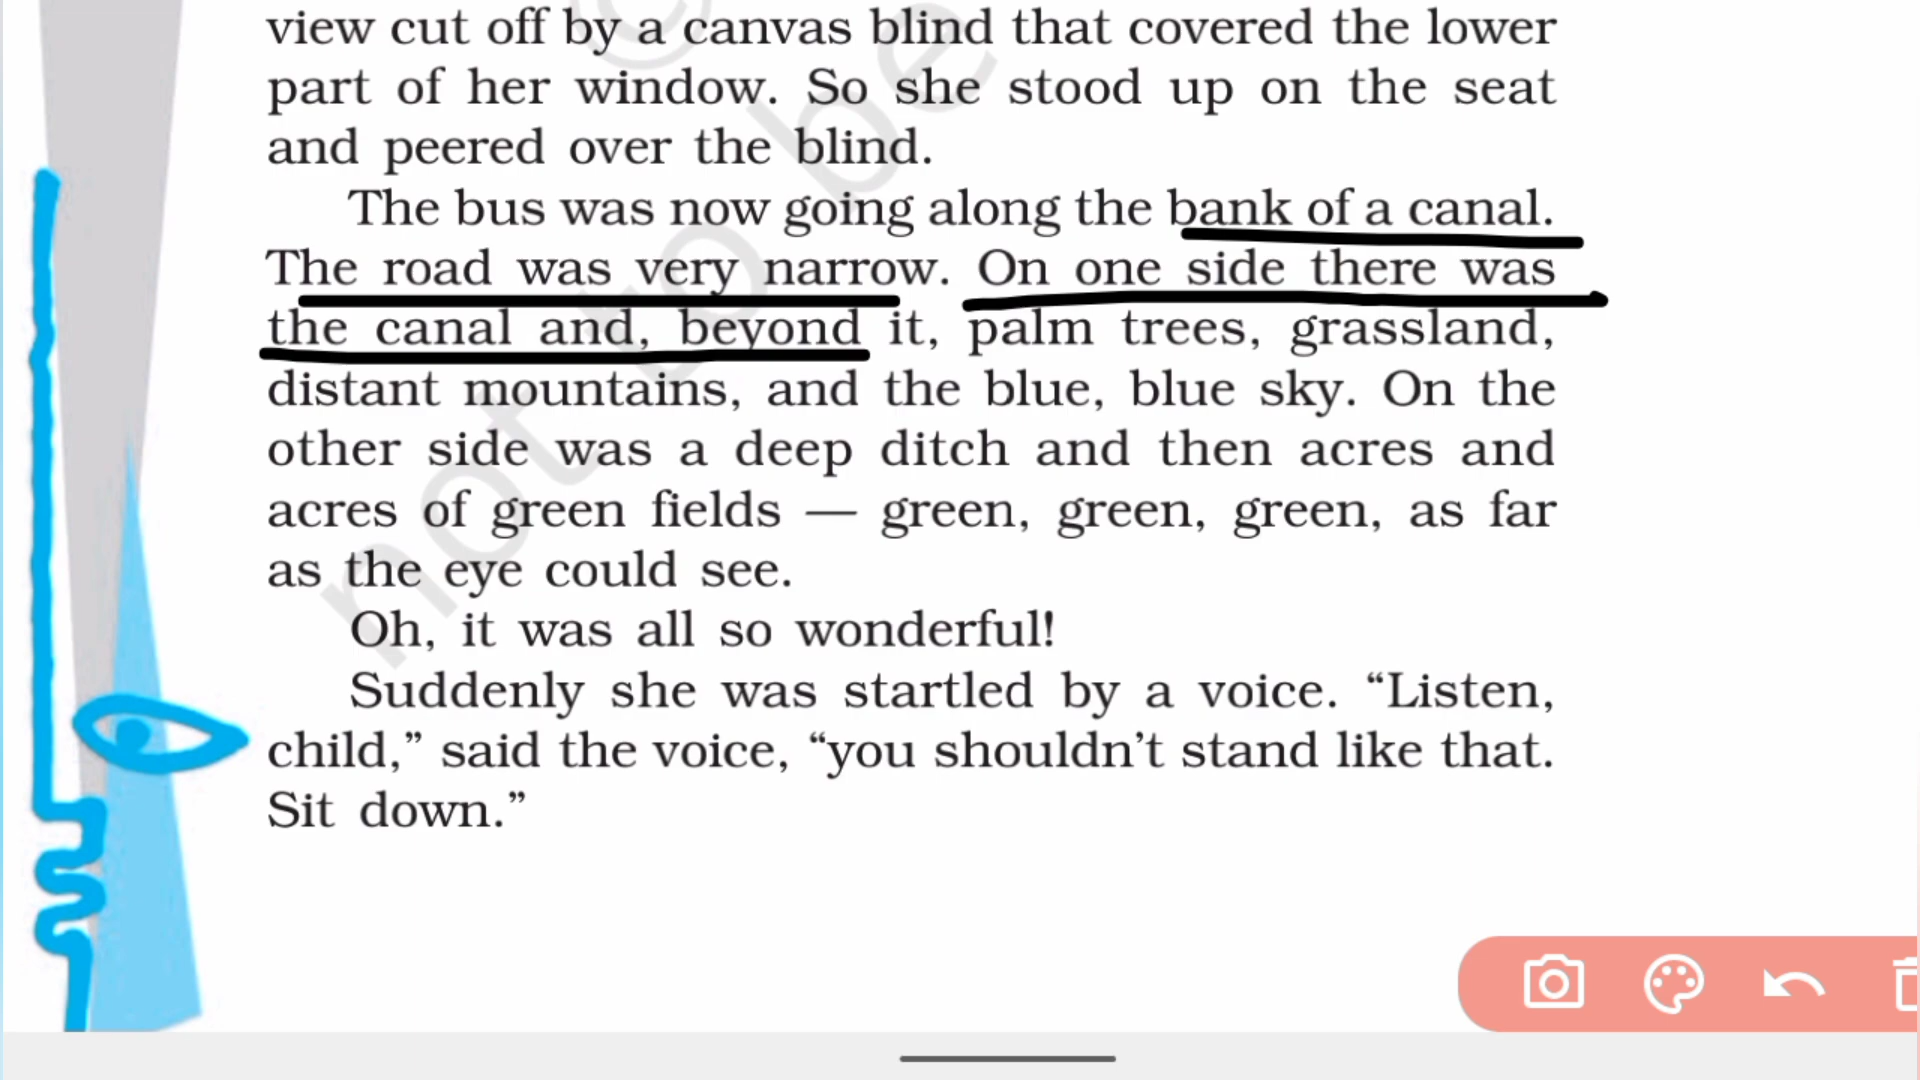 view cut off by a canvas blind that covered the lower
part of her window. So she stood up on the seat
and peered over the blind.
The bus was now going along the bank of a canal.
The road was very narrow. On one side there was
the canal and, beyond it, palm trees, grassland,
distant mountains, and the blue, blue sky. On the
other side was a deep ditch and then acres and
acres of green fields — green, green, green, as far
as the eye could see.
Oh, it was all so wonderful!
Suddenly she was startled by a voice. “Listen,
child,” said the voice, “you shouldn’t stand like that.
Sit down.”
©
not to be